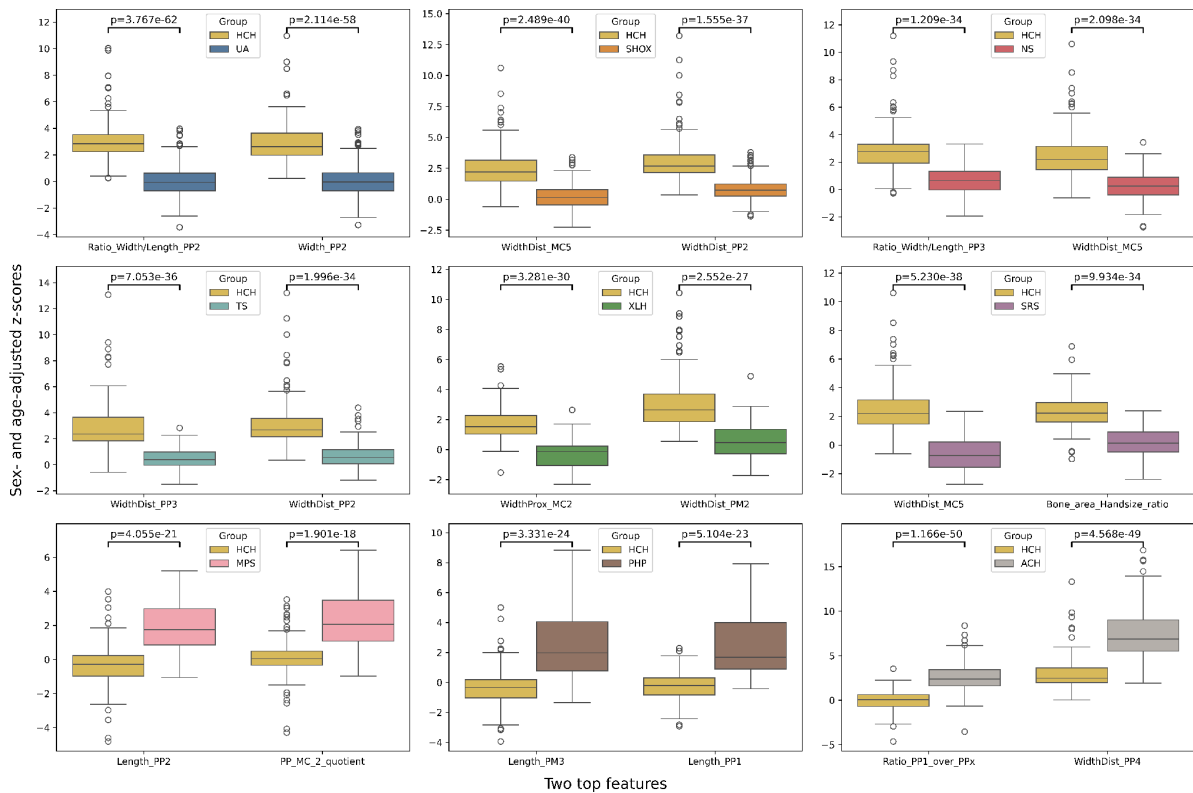 Sex- and age-adjusted z-scores
p=3.767e-62
p=2.114e-58
Group
HCH
UA
12
10
8
6
4
2
0
−2
−4
Ratio_Width/Length_PP2
Width_PP2
p=2.489e-40
p=1.555e-37
Group
HCH
SHOX
15.0
12.5
10.0
7.5
5.0
2.5
0.0
−2.5
WidthDist_MC5
WidthDist_PP2
p=1.209e-34
p=2.098e-34
Group
HCH
NS
12
10
8
6
4
2
0
−2
Ratio_Width/Length_PP3
WidthDist_MC5
p=7.053e-36
p=1.996e-34
Group
HCH
TS
14
12
10
8
6
4
2
0
−2
WidthDist_PP3
WidthDist_PP2
p=3.281e-30
p=2.552e-27
Group
HCH
XLH
12
10
8
6
4
2
0
−2
WidthProx_MC2
WidthDist_PM2
p=5.230e-38
p=9.934e-34
Group
HCH
SRS
12
10
8
6
4
2
0
−2
WidthDist_MC5
Bone_area_Handsize_ratio
p=4.055e-21
p=1.901e-18
Group
HCH
MPS
6
4
2
0
−2
−4
Length_PP2
PP_MC_2_quotient
p=3.331e-24
p=5.104e-23
Group
HCH
PHP
8
6
4
2
0
−2
−4
Length_PM3
Length_PP1
p=1.166e-50
p=4.568e-49
Group
HCH
ACH
15
10
5
0
−5
Ratio_PP1_over_PPx
WidthDist_PP4
Two top features